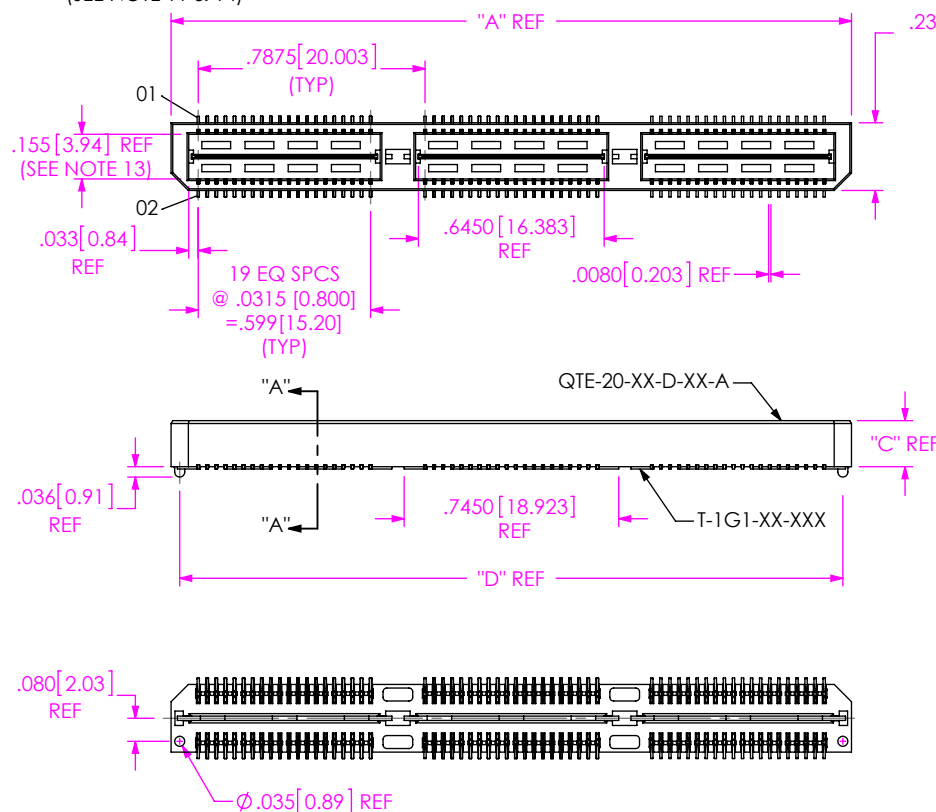 "A" REF
.23
.7875[20.003]
(TYP)
01
.155[3.94] REF
(SEE NOTE 13)
02
.033[0.84]
REF
.6450[16.383]
REF
.0080[0.203] REF
19 EQ SPCS
@ .0315 [0.800]
=.599[15.20]
(TYP)
"A"
QTE-20-XX-D-XX-A
"C" REF
.036[0.91]
REF
"A"
.7450[18.923]
REF
T-1G1-XX-XXX
"D" REF
.080[2.03]
REF
Ø.035[0.89] REF